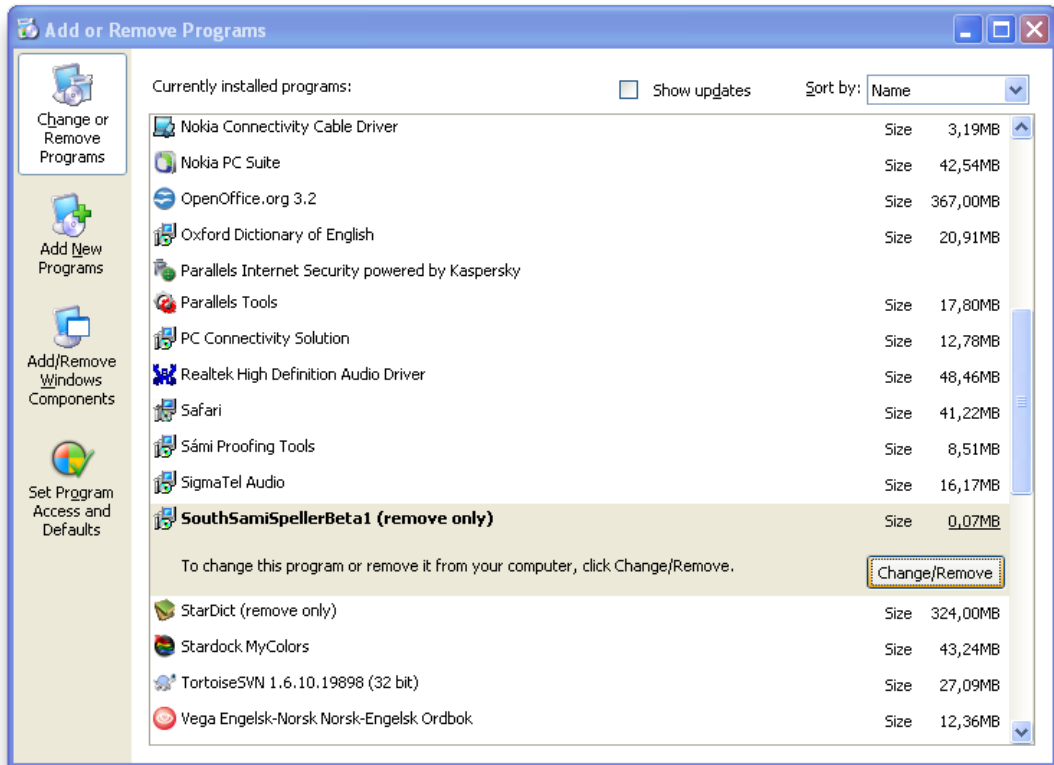 Add or Remove Programs
Change or
Remove
Programs
Add New
Programs
Add/Remove
Windows
Components
Set Program
Access and
Defaults
Currently installed programs:
Show updates
Sort by: Name
Nokia Connectivity Cable Driver Size 3,19MB
Nokia PC Suite Size 42,54MB
OpenOffice.org 3.2 Size 367,00MB
Oxford Dictionary of English Size 20,91MB
Parallels Internet Security powered by Kaspersky
Parallels Tools Size 17,80MB
PC Connectivity Solution Size 12,78MB
Realtek High Definition Audio Driver Size 48,46MB
Safari Size 41,22MB
Sámi Proofing Tools Size 8,51MB
SigmaTel Audio Size 16,17MB
SouthSamiSpellerBeta1 (remove only) Size 0,07MB
To change this program or remove it from your computer, click Change/Remove. Change/Remove
StarDict (remove only) Size 324,00MB
Stardock MyColors Size 43,24MB
TortoiseSVN 1.6.10.19898 (32 bit) Size 27,09MB
Vega Engelsk-Norsk Norsk-Engelsk Ordbok Size 12,36MB